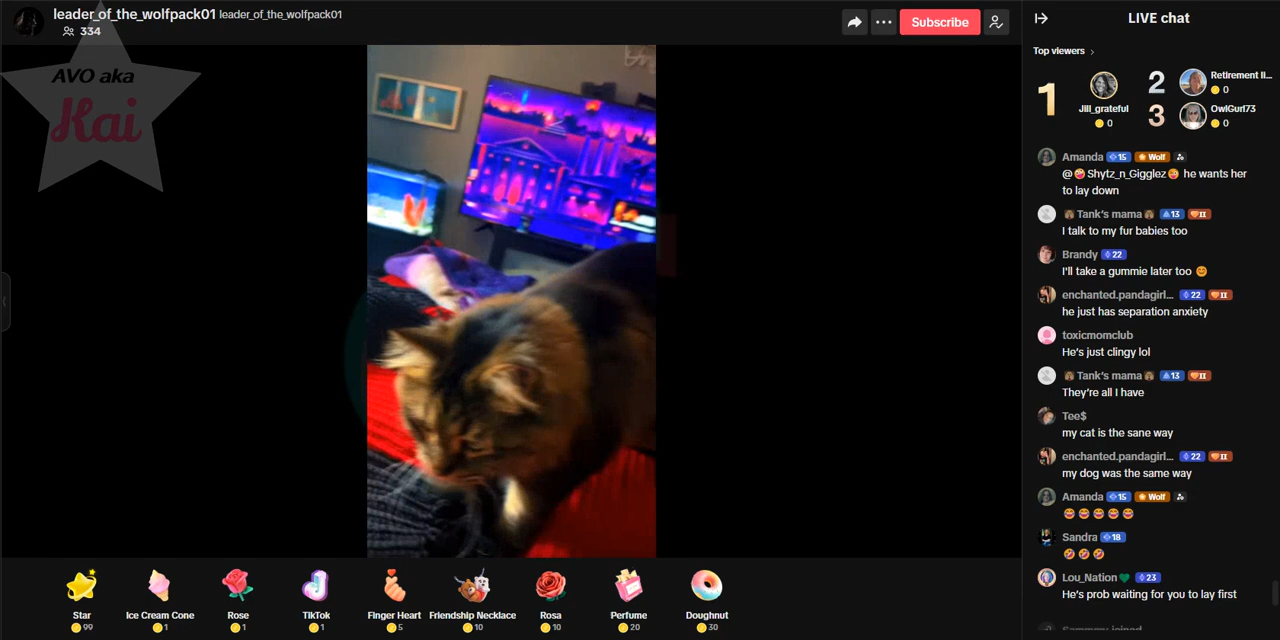 leader_of_the_wolfpack01 leader_of_the_wolfpack01
334
Subscribe
AVO aka
Kai
LIVE chat
Top viewers
1
Jill_grateful
0
2
Retirement li...
0
3
OwlGurl73
0
Amanda 15 Wolf
@🤪Shytz_n_Gigglez🤪 he wants her
to lay down
Tank's mama 13 II
I talk to my fur babies too
Brandy 22
I'll take a gummie later too 😊
enchanted.pandagirl... 22 II
he just has separation anxiety
toxicmomclub
He's just clingy lol
Tank's mama 13 II
They're all I have
Tee$
my cat is the sane way
enchanted.pandagirl... 22 II
my dog was the same way
Amanda 15 Wolf
😂😂😂😂😂
Sandra 18
🤣🤣🤣
Lou_Nation💚 23
He's prob waiting for you to lay first
Star
99
Ice Cream Cone
1
Rose
1
TikTok
1
Finger Heart
5
Friendship Necklace
10
Rosa
10
Perfume
20
Doughnut
30